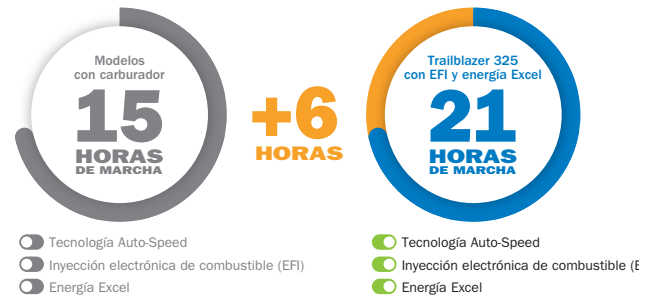 Modelos
con carburador
15
HORAS
DE MARCHA
+6
HORAS
Trailblazer 325
con EFI y energía Excel
21
HORAS
DE MARCHA
Tecnología Auto-Speed
Inyección electrónica de combustible (EFI)
Energía Excel
Tecnología Auto-Speed
Inyección electrónica de combustible (E
Energía Excel